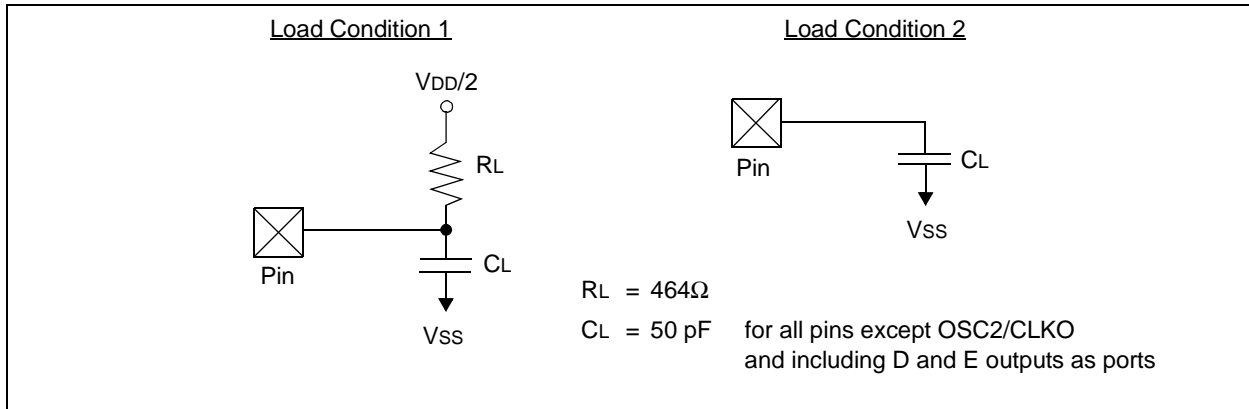 Load Condition 1
VDD/2
RL
Pin
CL
VSS
Load Condition 2
Pin
CL
VSS
RL = 464Ω
CL = 50 pF for all pins except OSC2/CLKO
and including D and E outputs as ports